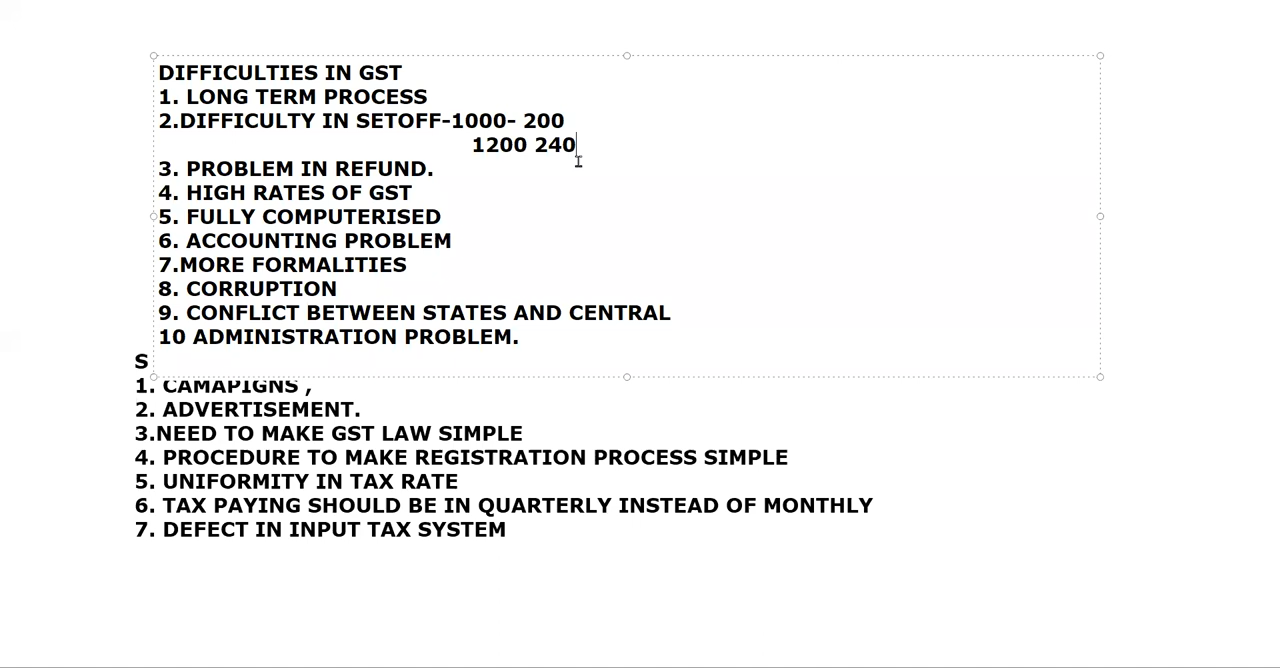 DIFFICULTIES IN GST
1. LONG TERM PROCESS
2.DIFFICULTY IN SETOFF-1000- 200
1200 240
3. PROBLEM IN REFUND.
4. HIGH RATES OF GST
5. FULLY COMPUTERISED
6. ACCOUNTING PROBLEM
7.MORE FORMALITIES
8. CORRUPTION
9. CONFLICT BETWEEN STATES AND CENTRAL
10 ADMINISTRATION PROBLEM.
S
1. CAMAPIGNS ,
2. ADVERTISEMENT.
3.NEED TO MAKE GST LAW SIMPLE
4. PROCEDURE TO MAKE REGISTRATION PROCESS SIMPLE
5. UNIFORMITY IN TAX RATE
6. TAX PAYING SHOULD BE IN QUARTERLY INSTEAD OF MONTHLY
7. DEFECT IN INPUT TAX SYSTEM